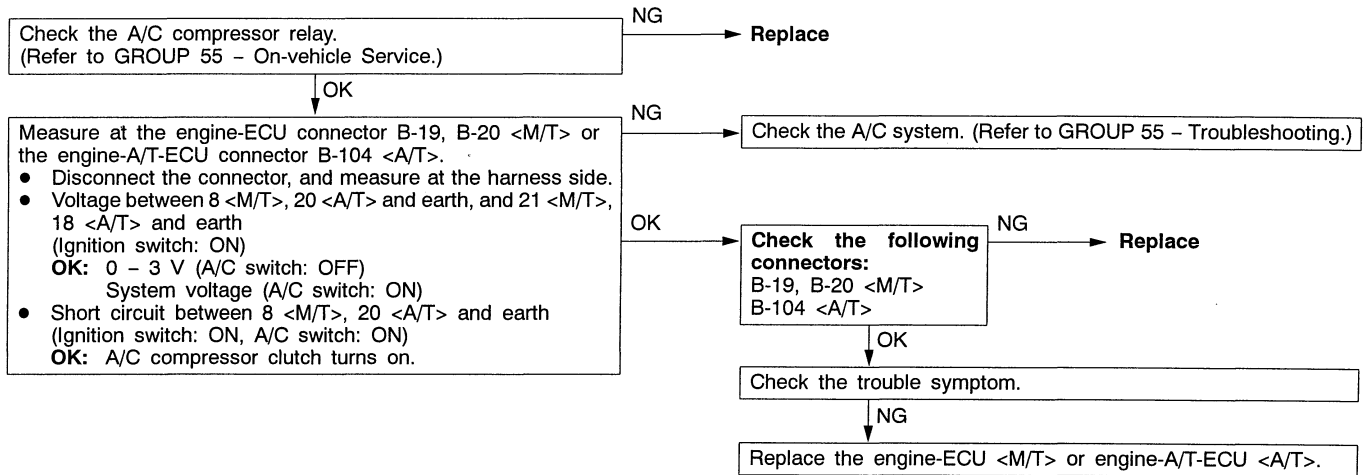 Check the A/C compressor relay.
(Refer to GROUP 55 – On-vehicle Service.)
NG
Replace
OK
Measure at the engine-ECU connector B-19, B-20 <M/T> or
the engine-A/T-ECU connector B-104 <A/T>.
● Disconnect the connector, and measure at the harness side.
● Voltage between 8 <M/T>, 20 <A/T> and earth, and 21 <M/T>,
18 <A/T> and earth
(Ignition switch: ON)
OK: 0 – 3 V (A/C switch: OFF)
System voltage (A/C switch: ON)
● Short circuit between 8 <M/T>, 20 <A/T> and earth
(Ignition switch: ON, A/C switch: ON)
OK: A/C compressor clutch turns on.
NG
Check the A/C system. (Refer to GROUP 55 – Troubleshooting.)
OK
Check the following
connectors:
B-19, B-20 <M/T>
B-104 <A/T>
NG
Replace
OK
Check the trouble symptom.
NG
Replace the engine-ECU <M/T> or engine-A/T-ECU <A/T>.